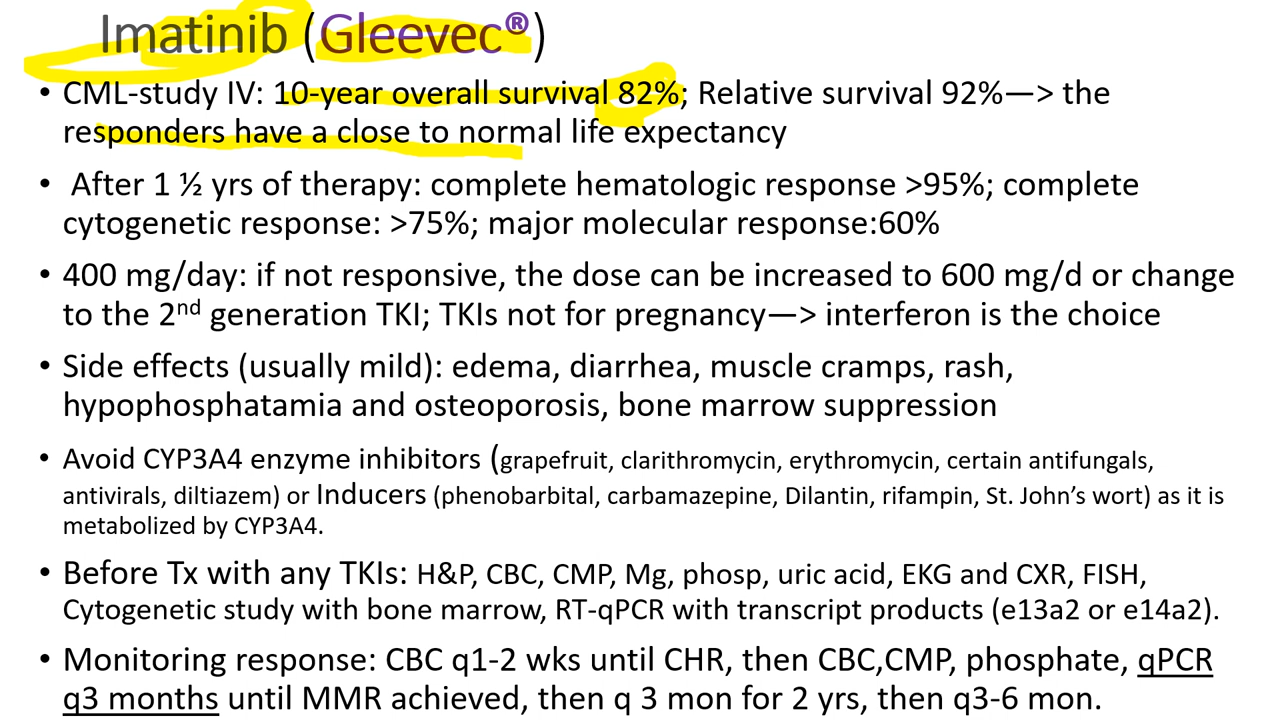 Imatinib (Gleevec®)
• CML-study IV: 10-year overall survival 82%; Relative survival 92%—> the
responders have a close to normal life expectancy
• After 1 ½ yrs of therapy: complete hematologic response >95%; complete
cytogenetic response: >75%; major molecular response:60%
• 400 mg/day: if not responsive, the dose can be increased to 600 mg/d or change
to the 2nd generation TKI; TKIs not for pregnancy—> interferon is the choice
• Side effects (usually mild): edema, diarrhea, muscle cramps, rash,
hypophosphatamia and osteoporosis, bone marrow suppression
• Avoid CYP3A4 enzyme inhibitors (grapefruit, clarithromycin, erythromycin, certain antifungals,
antivirals, diltiazem) or Inducers (phenobarbital, carbamazepine, Dilantin, rifampin, St. John’s wort) as it is
metabolized by CYP3A4.
• Before Tx with any TKIs: H&P, CBC, CMP, Mg, phosp, uric acid, EKG and CXR, FISH,
Cytogenetic study with bone marrow, RT-qPCR with transcript products (e13a2 or e14a2).
• Monitoring response: CBC q1-2 wks until CHR, then CBC,CMP, phosphate, qPCR
q3 months until MMR achieved, then q 3 mon for 2 yrs, then q3-6 mon.